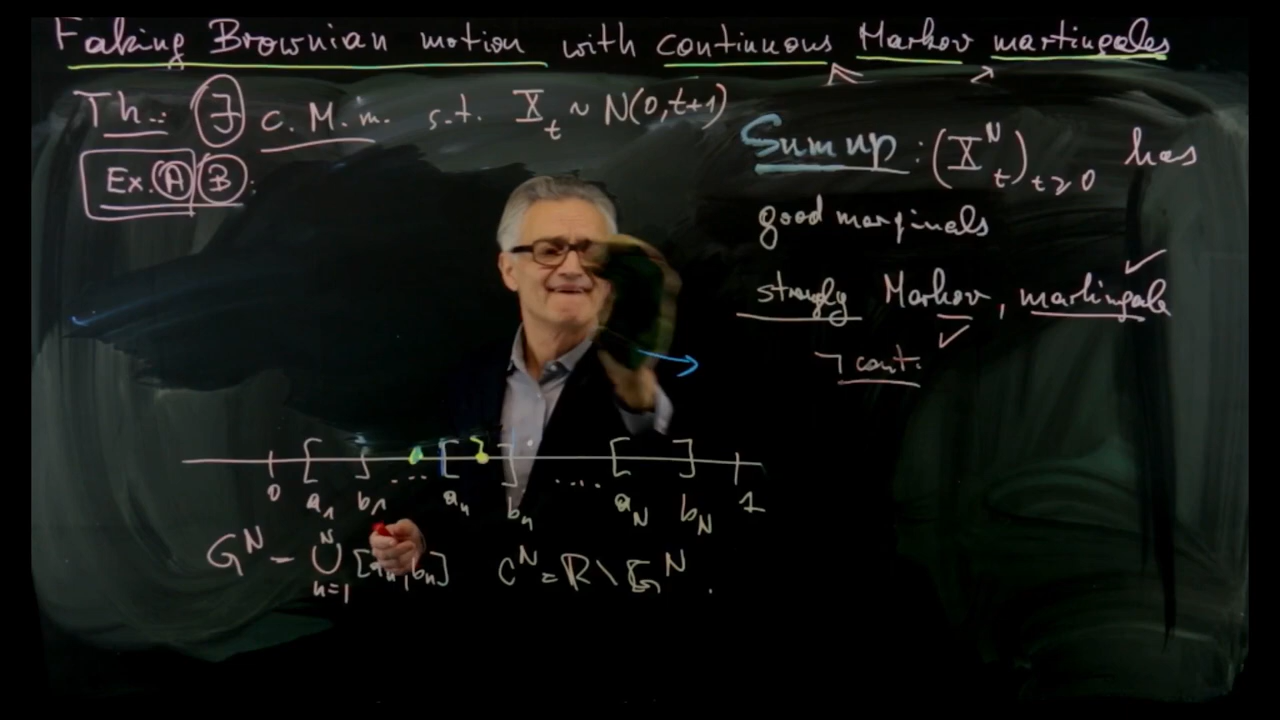 Faking Brownian motion with continuous Markov martingales
Th.: ∃ c. M. m. s.t. X_t ~ N(0,t+1)
Ex. A B :
Sum up : (X^N_t)_{t≥0} has
good marginals
strongly Markov, martingale
¬ cont.
[ ] ... [ ] .... [ ]
0 a_1 b_1 a_n b_n a_N b_N 1
G^N = ⋃_{n=1}^N [a_n, b_n] C^N = R \ G^N .